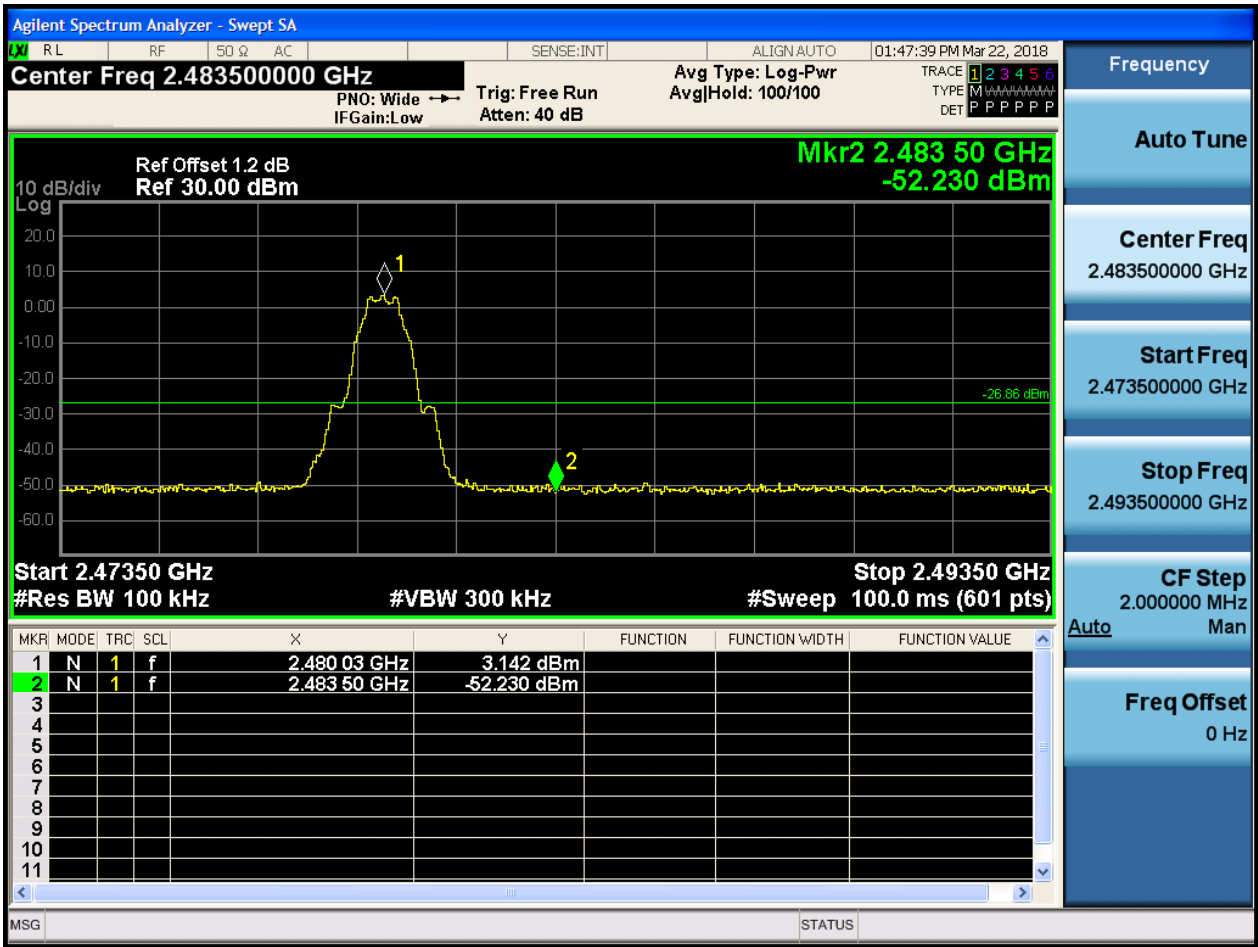 Agilent Spectrum Analyzer - Swept SA
LXI RL RF 50 Ω AC SENSE:INT ALIGN AUTO 01:47:39 PM Mar 22, 2018
Center Freq 2.483500000 GHz
PNO: Wide
IFGain:Low
Trig: Free Run
Atten: 40 dB
Avg Type: Log-Pwr
Avg|Hold: 100/100
TRACE 1 2 3 4 5 6
TYPE M WWWWW
DET P P P P P P
Ref Offset 1.2 dB
10 dB/div Ref 30.00 dBm
Log
Mkr2 2.483 50 GHz
-52.230 dBm
20.0
10.0
0.00
-10.0
-20.0
-30.0
-40.0
-50.0
-60.0
1
-26.86 dBm
2
Start 2.47350 GHz Stop 2.49350 GHz
#Res BW 100 kHz #VBW 300 kHz #Sweep 100.0 ms (601 pts)
MKR MODE TRC SCL X Y FUNCTION FUNCTION WIDTH FUNCTION VALUE
1 N 1 f 2.480 03 GHz 3.142 dBm
2 N 1 f 2.483 50 GHz -52.230 dBm
3
4
5
6
7
8
9
10
11
MSG STATUS
Frequency
Auto Tune
Center Freq
2.483500000 GHz
Start Freq
2.473500000 GHz
Stop Freq
2.493500000 GHz
CF Step
2.000000 MHz
Auto Man
Freq Offset
0 Hz